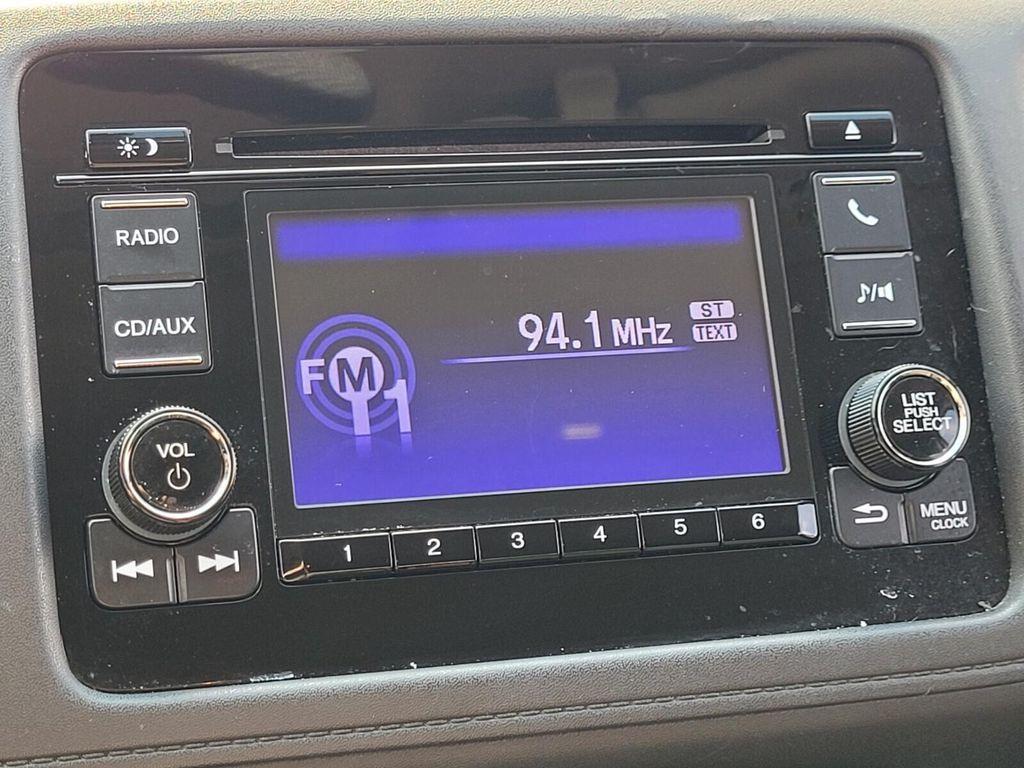 RADIO
CD/AUX
VOL
94.1 MHz
ST
TEXT
FM
1
LIST
PUSH
SELECT
MENU
CLOCK
1 2 3 4 5 6